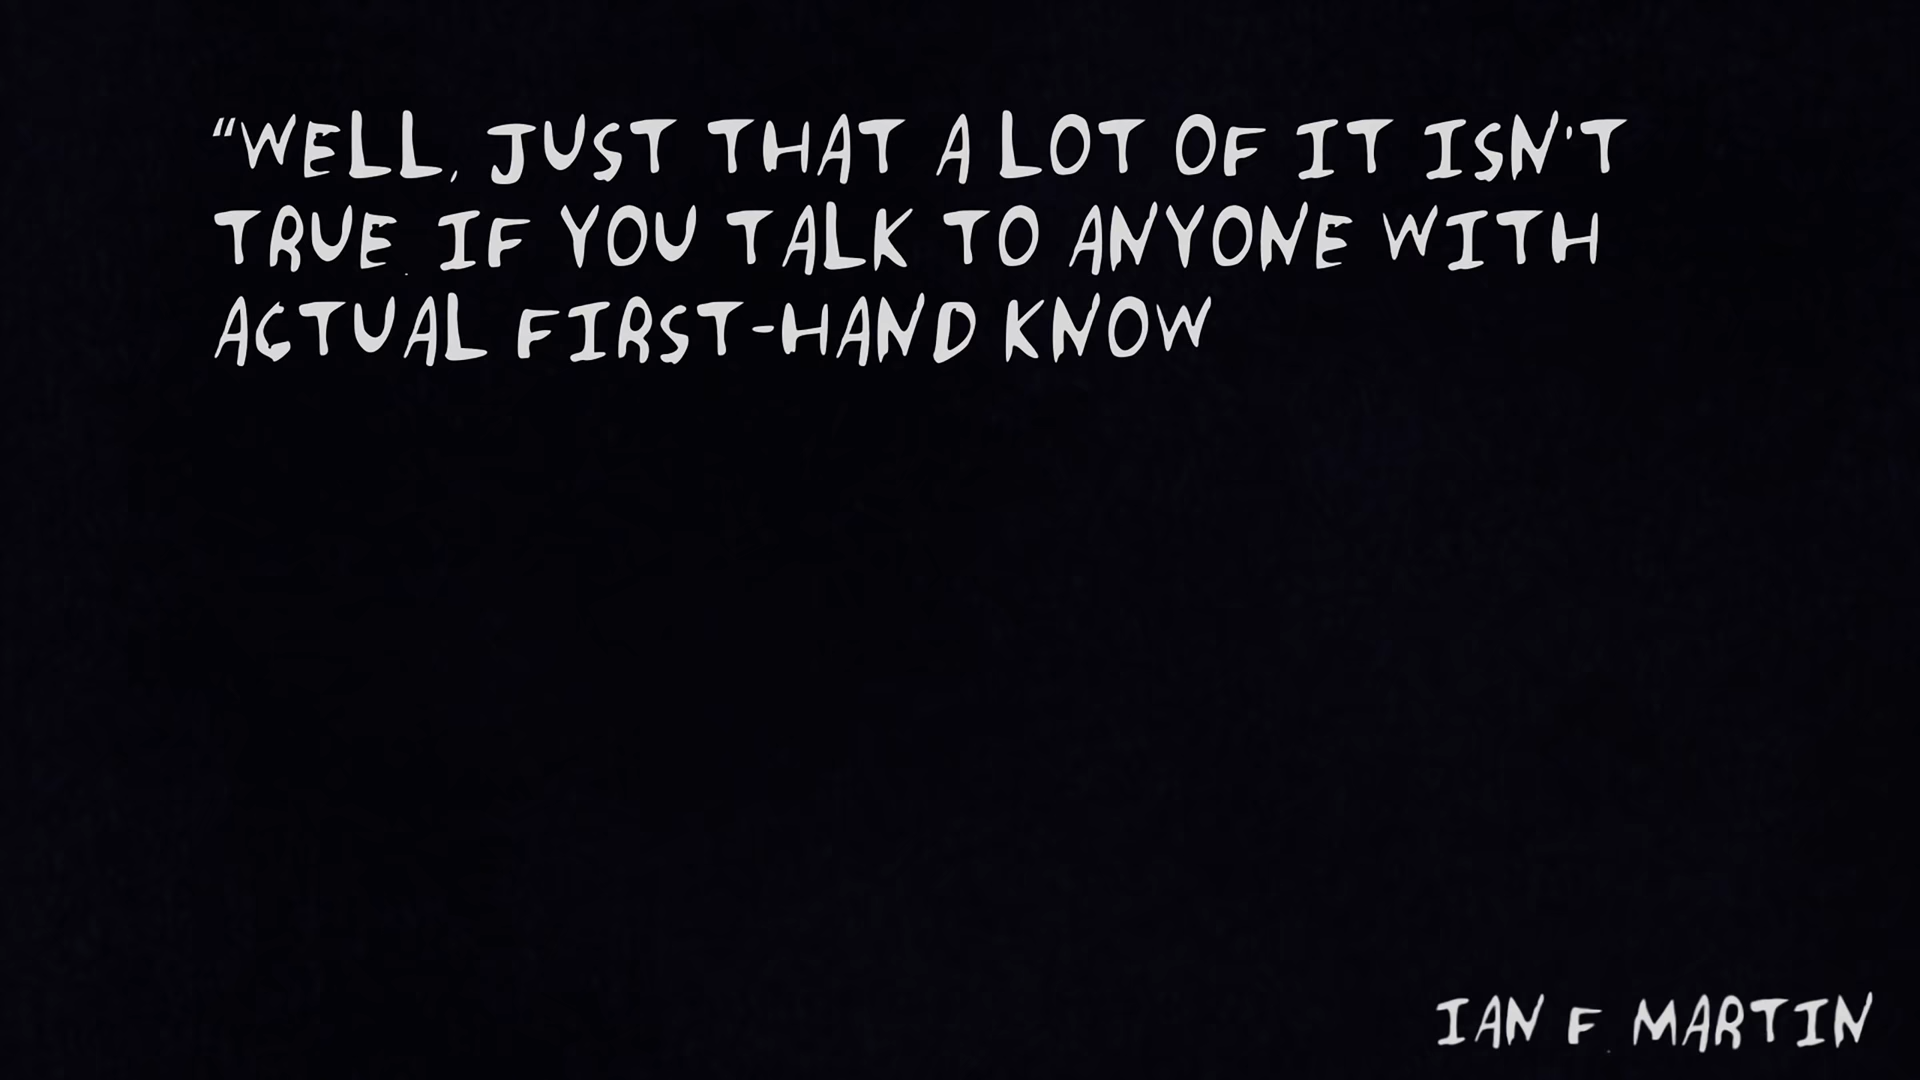 “WELL, JUST THAT A LOT OF IT ISN'T
TRUE. IF YOU TALK TO ANYONE WITH
ACTUAL FIRST-HAND KNOW
IAN F. MARTIN